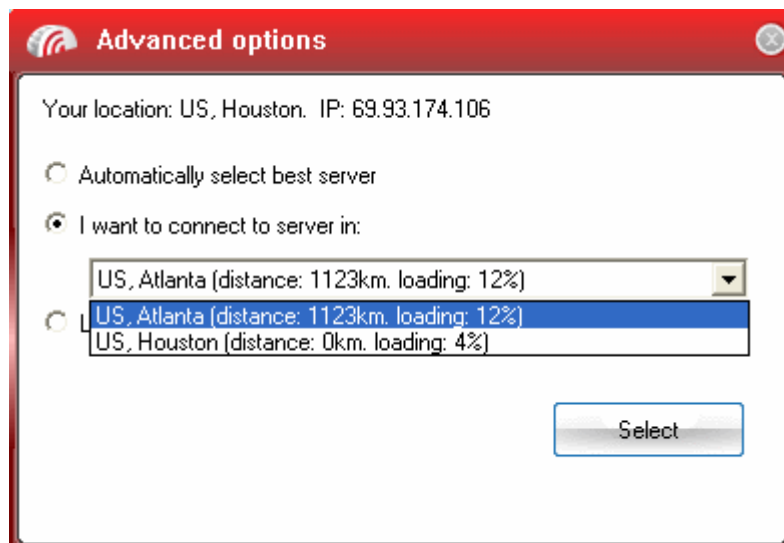 Advanced options
Your location: US, Houston. IP: 69.93.174.106
Automatically select best server
I want to connect to server in:
US, Atlanta (distance: 1123km. loading: 12%)
US, Atlanta (distance: 1123km. loading: 12%)
US, Houston (distance: 0km. loading: 4%)
Select